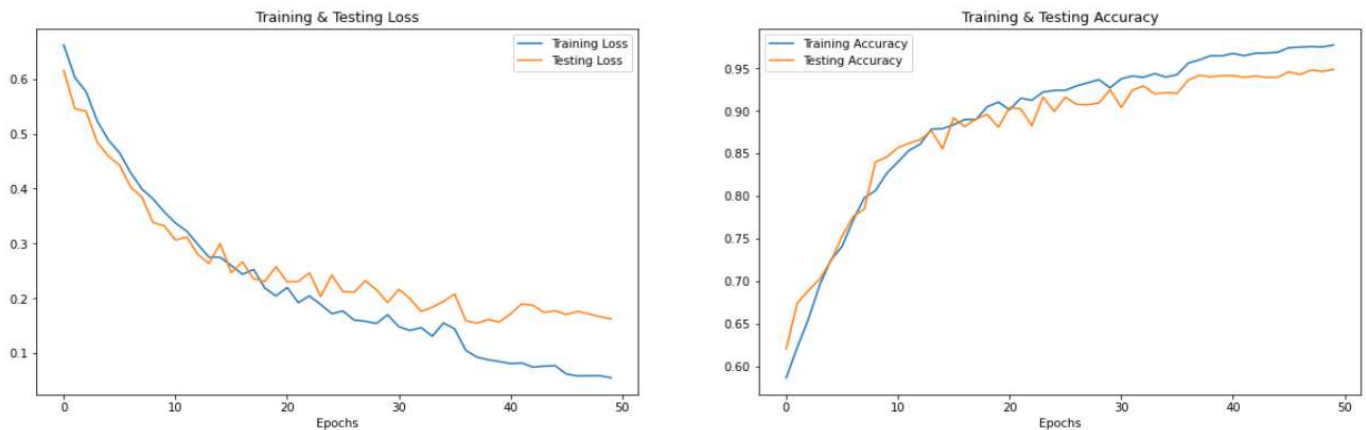 Training & Testing Loss
Training Loss
Testing Loss
0.6
0.5
0.4
0.3
0.2
0.1
0 10 20 30 40 50
Epochs
Training & Testing Accuracy
Training Accuracy
Testing Accuracy
0.95
0.90
0.85
0.80
0.75
0.70
0.65
0.60
0 10 20 30 40 50
Epochs